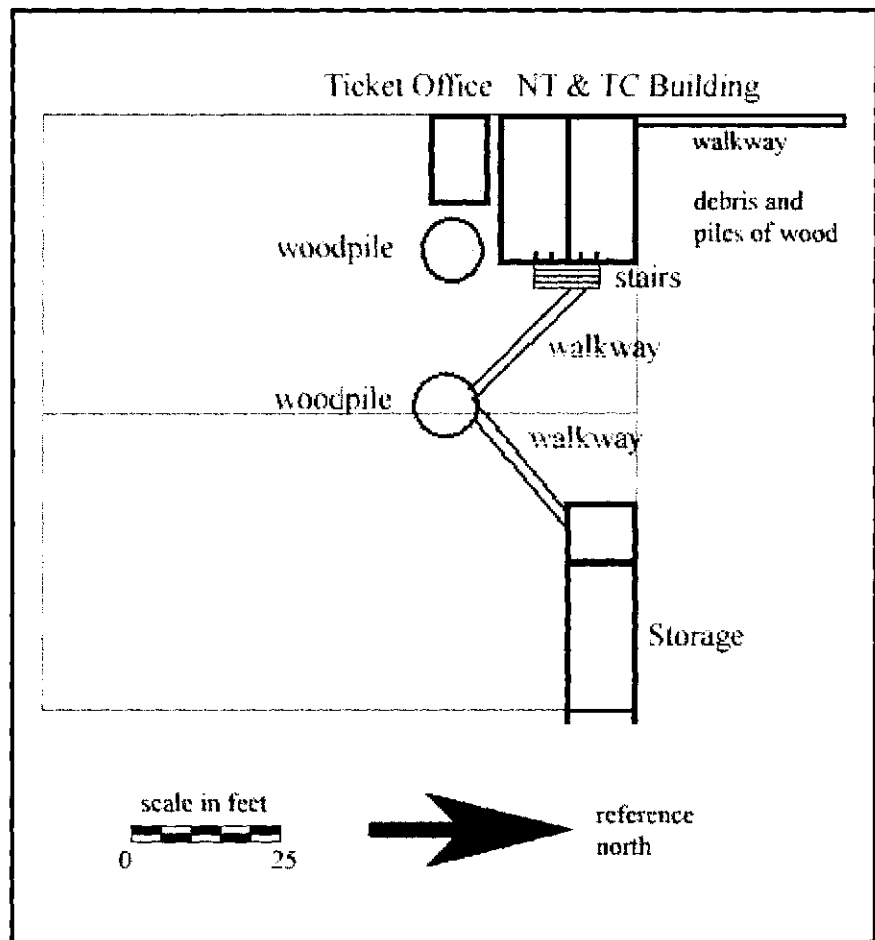 Ticket Office NT & TC Building
walkway
debris and
piles of wood
woodpile
stairs
walkway
woodpile
walkway
Storage
scale in feet
0 25
reference
north